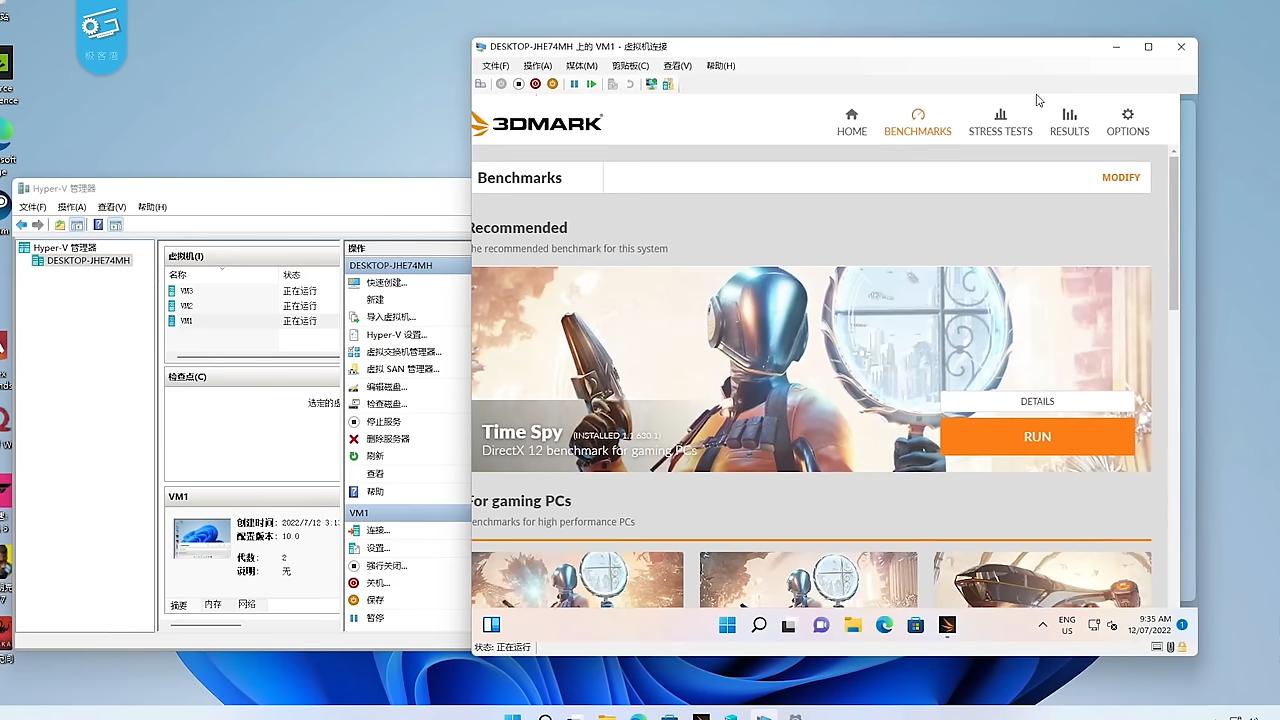 极客湾
DESKTOP-JHE74MH 上的 VM1 - 虚拟机连接
文件(F) 操作(A) 媒体(M) 剪贴板(C) 查看(V) 帮助(H)
3DMARK
HOME BENCHMARKS STRESS TESTS RESULTS OPTIONS
Benchmarks
MODIFY
Recommended
he recommended benchmark for this system
DETAILS
RUN
Time Spy (INSTALLED 1.1.680.1)
DirectX 12 benchmark for gaming PCs
For gaming PCs
enchmarks for high performance PCs
ENG
US
9:35 AM
12/07/2022
1
状态: 正在运行
Hyper-V 管理器
文件(F) 操作(A) 查看(V) 帮助(H)
Hyper-V 管理器
DESKTOP-JHE74MH
虚拟机(I)
名称 状态
VM3 正在运行
VM2 正在运行
VM1 正在运行
检查点(C)
选定的虚
VM1
创建时间: 2022/7/12 3:1
配置版本: 10.0
代数: 2
说明: 无
摘要 内存 网络
操作
DESKTOP-JHE74MH
快速创建...
新建
导入虚拟机...
Hyper-V 设置...
虚拟交换机管理器...
虚拟 SAN 管理器...
编辑磁盘...
检查磁盘...
停止服务
删除服务器
刷新
查看
帮助
VM1
连接...
设置...
强行关闭...
关机...
保存
暂停